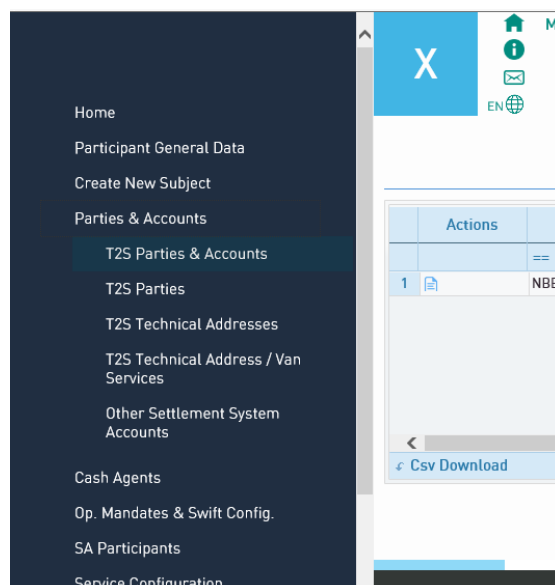 Home
Participant General Data
Create New Subject
Parties & Accounts
T2S Parties & Accounts
T2S Parties
T2S Technical Addresses
T2S Technical Address / Van
Services
Other Settlement System
Accounts
Cash Agents
Op. Mandates & Swift Config.
SA Participants
Service Configuration
X
M
EN
Actions
==
1
Csv Download